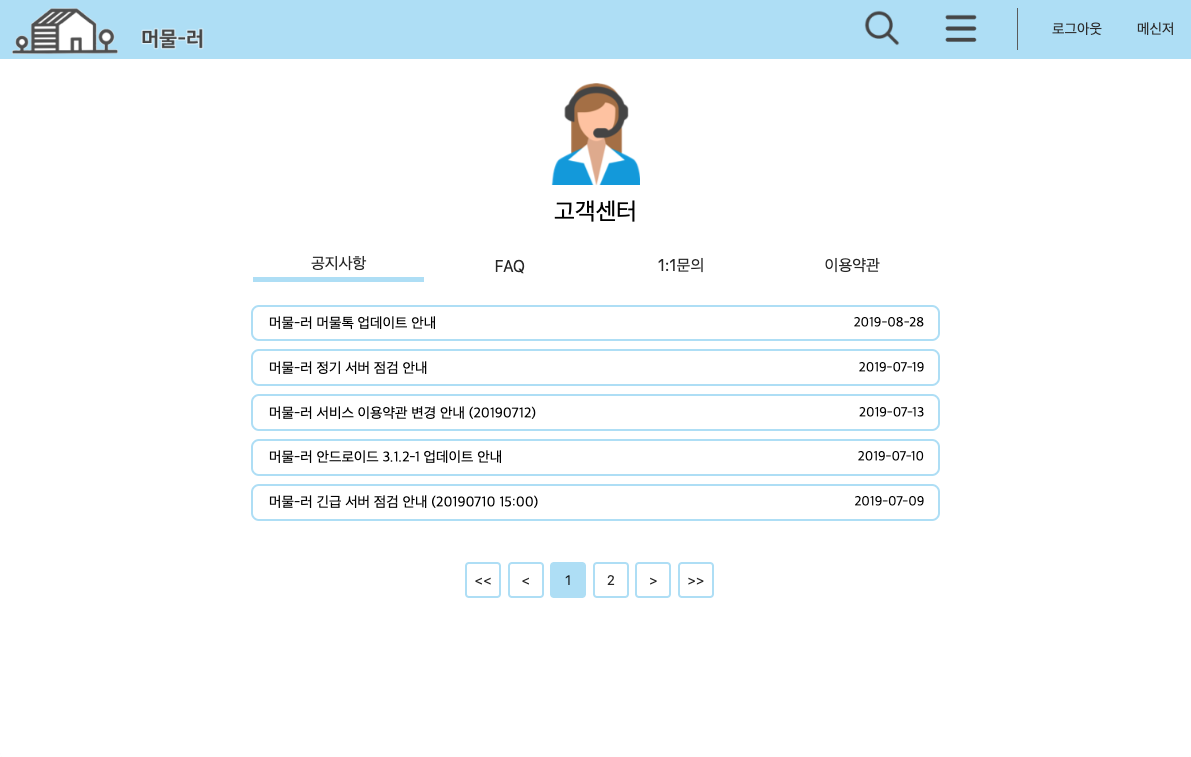 머물-러
로그아웃 메신저
고객센터
공지사항 FAQ 1:1문의 이용약관
머물-러 머물톡 업데이트 안내 2019-08-28
머물-러 정기 서버 점검 안내 2019-07-19
머물-러 서비스 이용약관 변경 안내 (20190712) 2019-07-13
머물-러 안드로이드 3.1.2-1 업데이트 안내 2019-07-10
머물-러 긴급 서버 점검 안내 (20190710 15:00) 2019-07-09
<< < 1 2 > >>